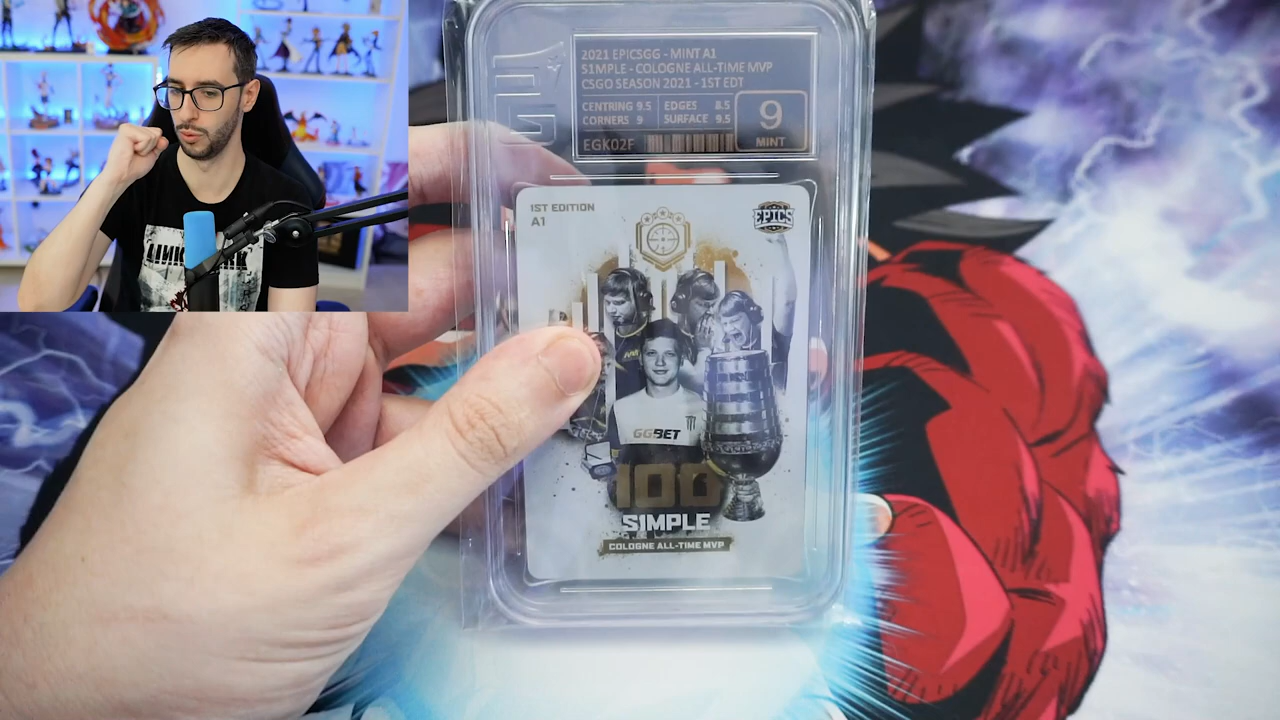 2021 EPICSGG - MINT A1
S1MPLE - COLOGNE ALL-TIME MVP
CSGO SEASON 2021 - 1ST EDT
CENTRING 9.5 EDGES 8.5
CORNERS 9 SURFACE 9.5
9
MINT
EGK02F
1ST EDITION
A1
EPICS
GGBET
100
S1MPLE
COLOGNE ALL-TIME MVP